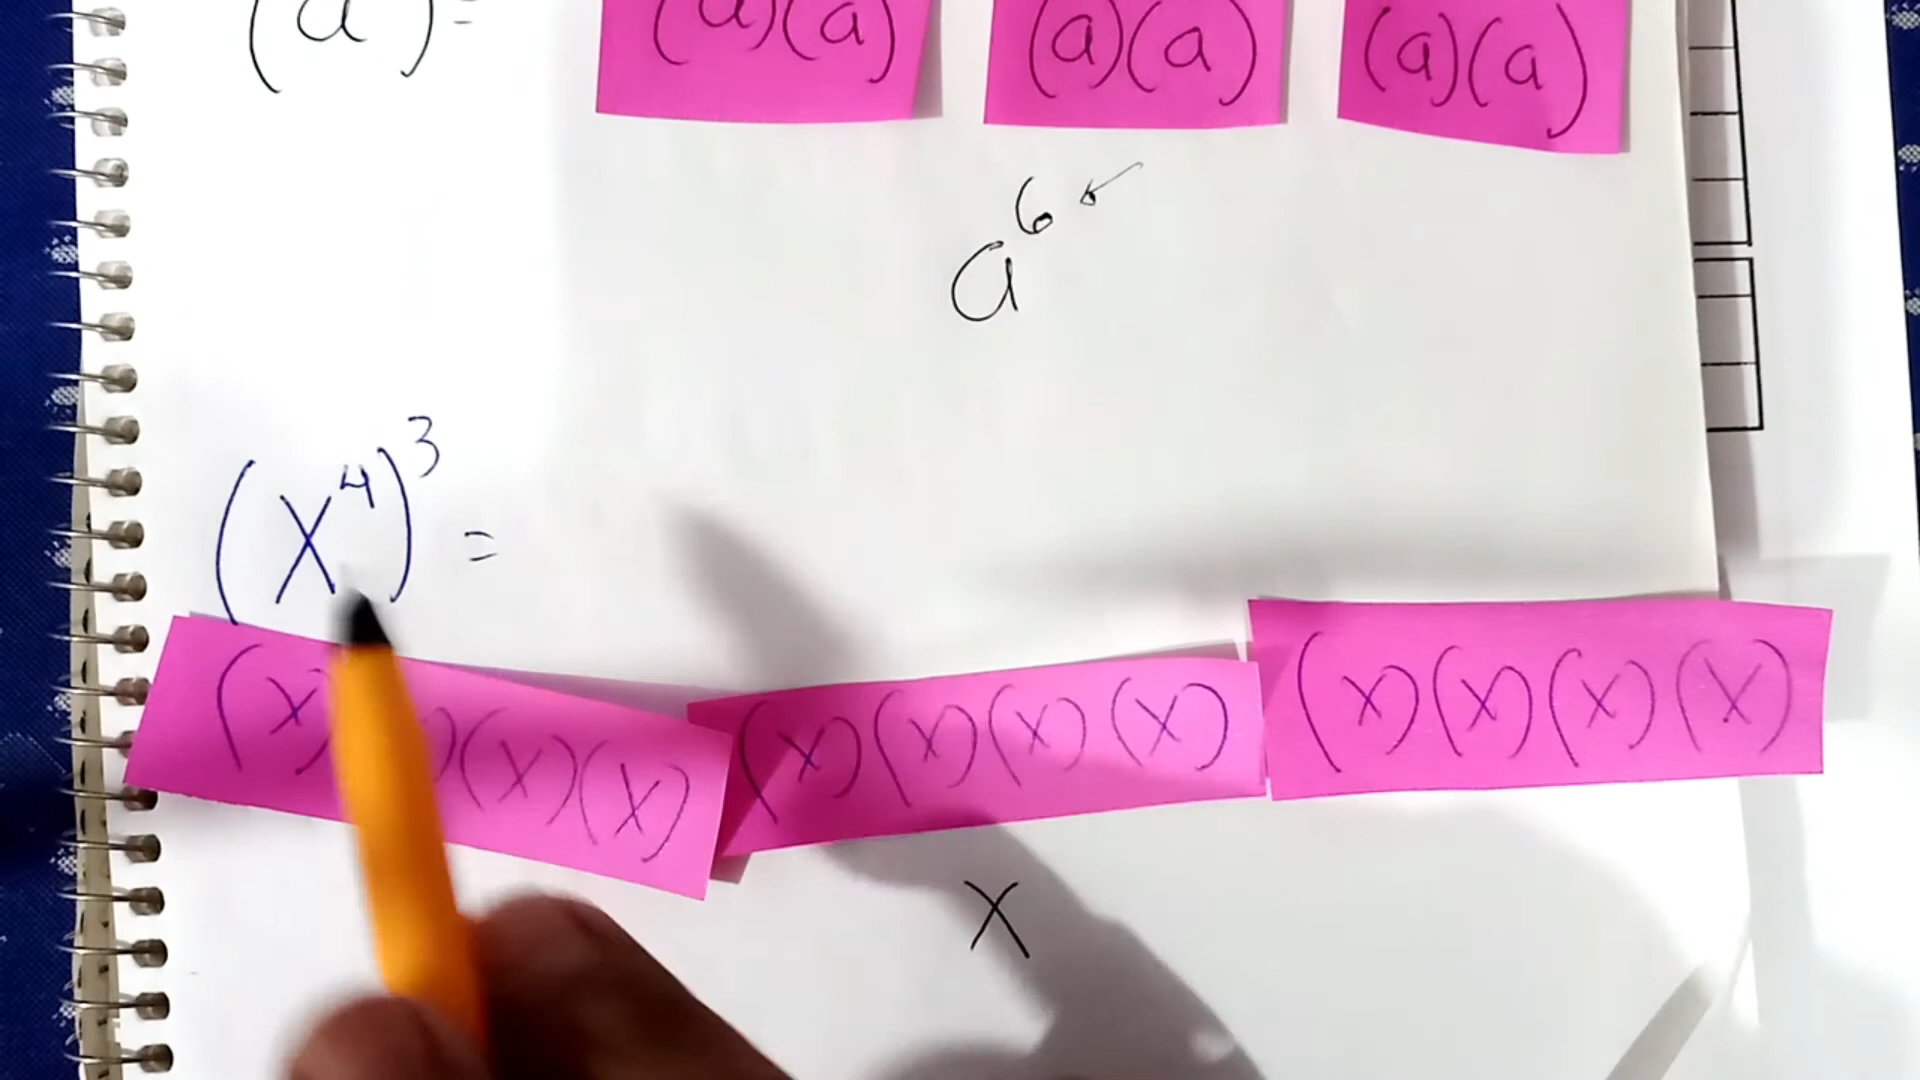 (a)= (a)(a) (a)(a) (a)(a)
a⁶
(x⁴)³ =
(x) )(x)(x) (x)(x)(x)(x) (x)(x)(x)(x)
x